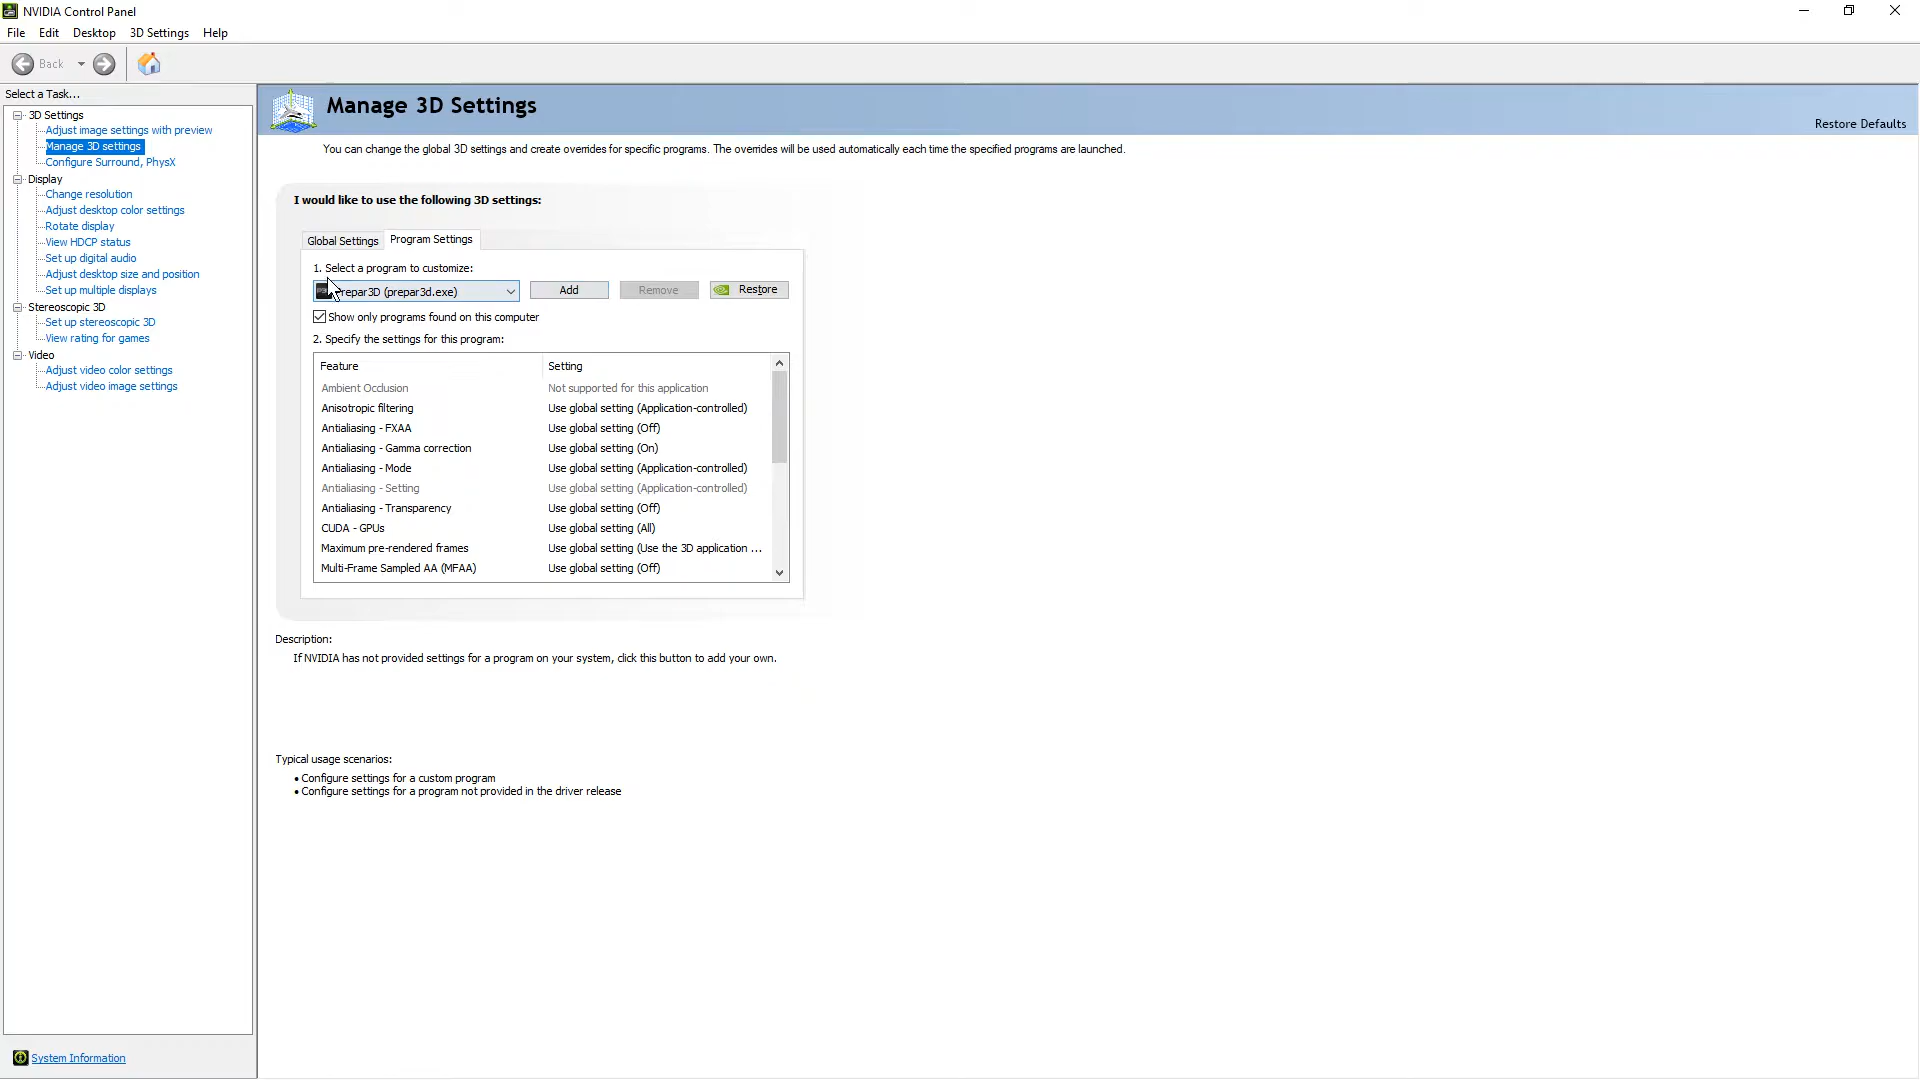 NVIDIA Control Panel
File Edit Desktop 3D Settings Help
Back
Select a Task...
3D Settings
Adjust image settings with preview
Manage 3D settings
Configure Surround, PhysX
Display
Change resolution
Adjust desktop color settings
Rotate display
View HDCP status
Set up digital audio
Adjust desktop size and position
Set up multiple displays
Stereoscopic 3D
Set up stereoscopic 3D
View rating for games
Video
Adjust video color settings
Adjust video image settings
System Information
Manage 3D Settings
Restore Defaults
You can change the global 3D settings and create overrides for specific programs. The overrides will be used automatically each time the specified programs are launched.
I would like to use the following 3D settings:
Global Settings Program Settings
1. Select a program to customize:
Prepar3D (prepar3d.exe) Add Remove Restore
Show only programs found on this computer
2. Specify the settings for this program:
Feature Setting
Ambient Occlusion Not supported for this application
Anisotropic filtering Use global setting (Application-controlled)
Antialiasing - FXAA Use global setting (Off)
Antialiasing - Gamma correction Use global setting (On)
Antialiasing - Mode Use global setting (Application-controlled)
Antialiasing - Setting Use global setting (Application-controlled)
Antialiasing - Transparency Use global setting (Off)
CUDA - GPUs Use global setting (All)
Maximum pre-rendered frames Use global setting (Use the 3D application ...
Multi-Frame Sampled AA (MFAA) Use global setting (Off)
Description:
If NVIDIA has not provided settings for a program on your system, click this button to add your own.
Typical usage scenarios:
• Configure settings for a custom program
• Configure settings for a program not provided in the driver release